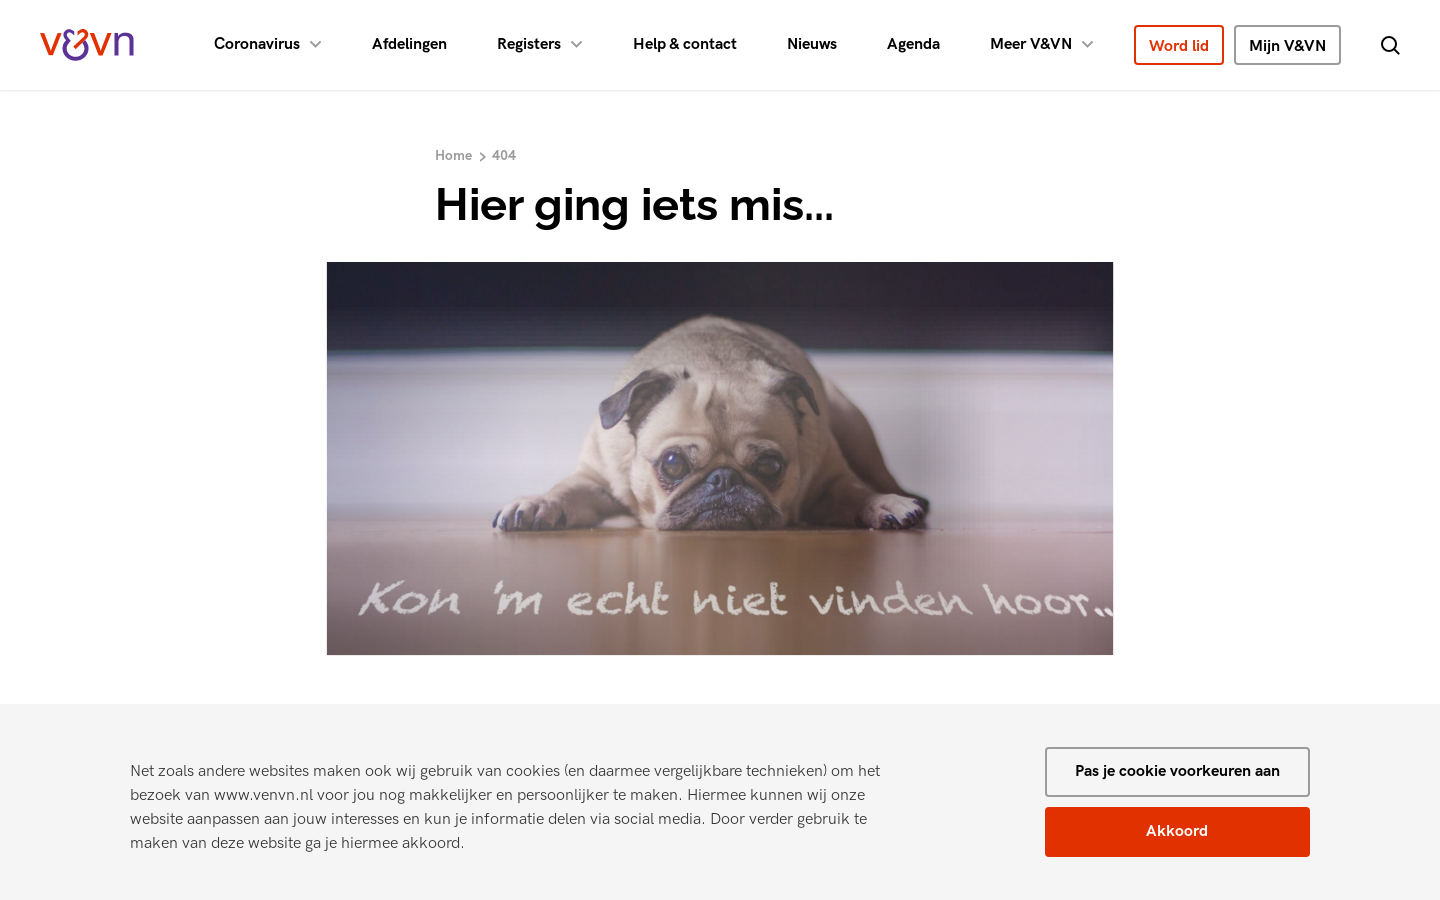 v&vn
Coronavirus
Afdelingen
Registers
Help & contact
Nieuws
Agenda
Meer V&VN
Word lid
Mijn V&VN
Home > 404
Hier ging iets mis...
Kon 'm echt niet vinden hoor...
Net zoals andere websites maken ook wij gebruik van cookies (en daarmee vergelijkbare technieken) om het
bezoek van www.venvn.nl voor jou nog makkelijker en persoonlijker te maken. Hiermee kunnen wij onze
website aanpassen aan jouw interesses en kun je informatie delen via social media. Door verder gebruik te
maken van deze website ga je hiermee akkoord.
Pas je cookie voorkeuren aan
Akkoord